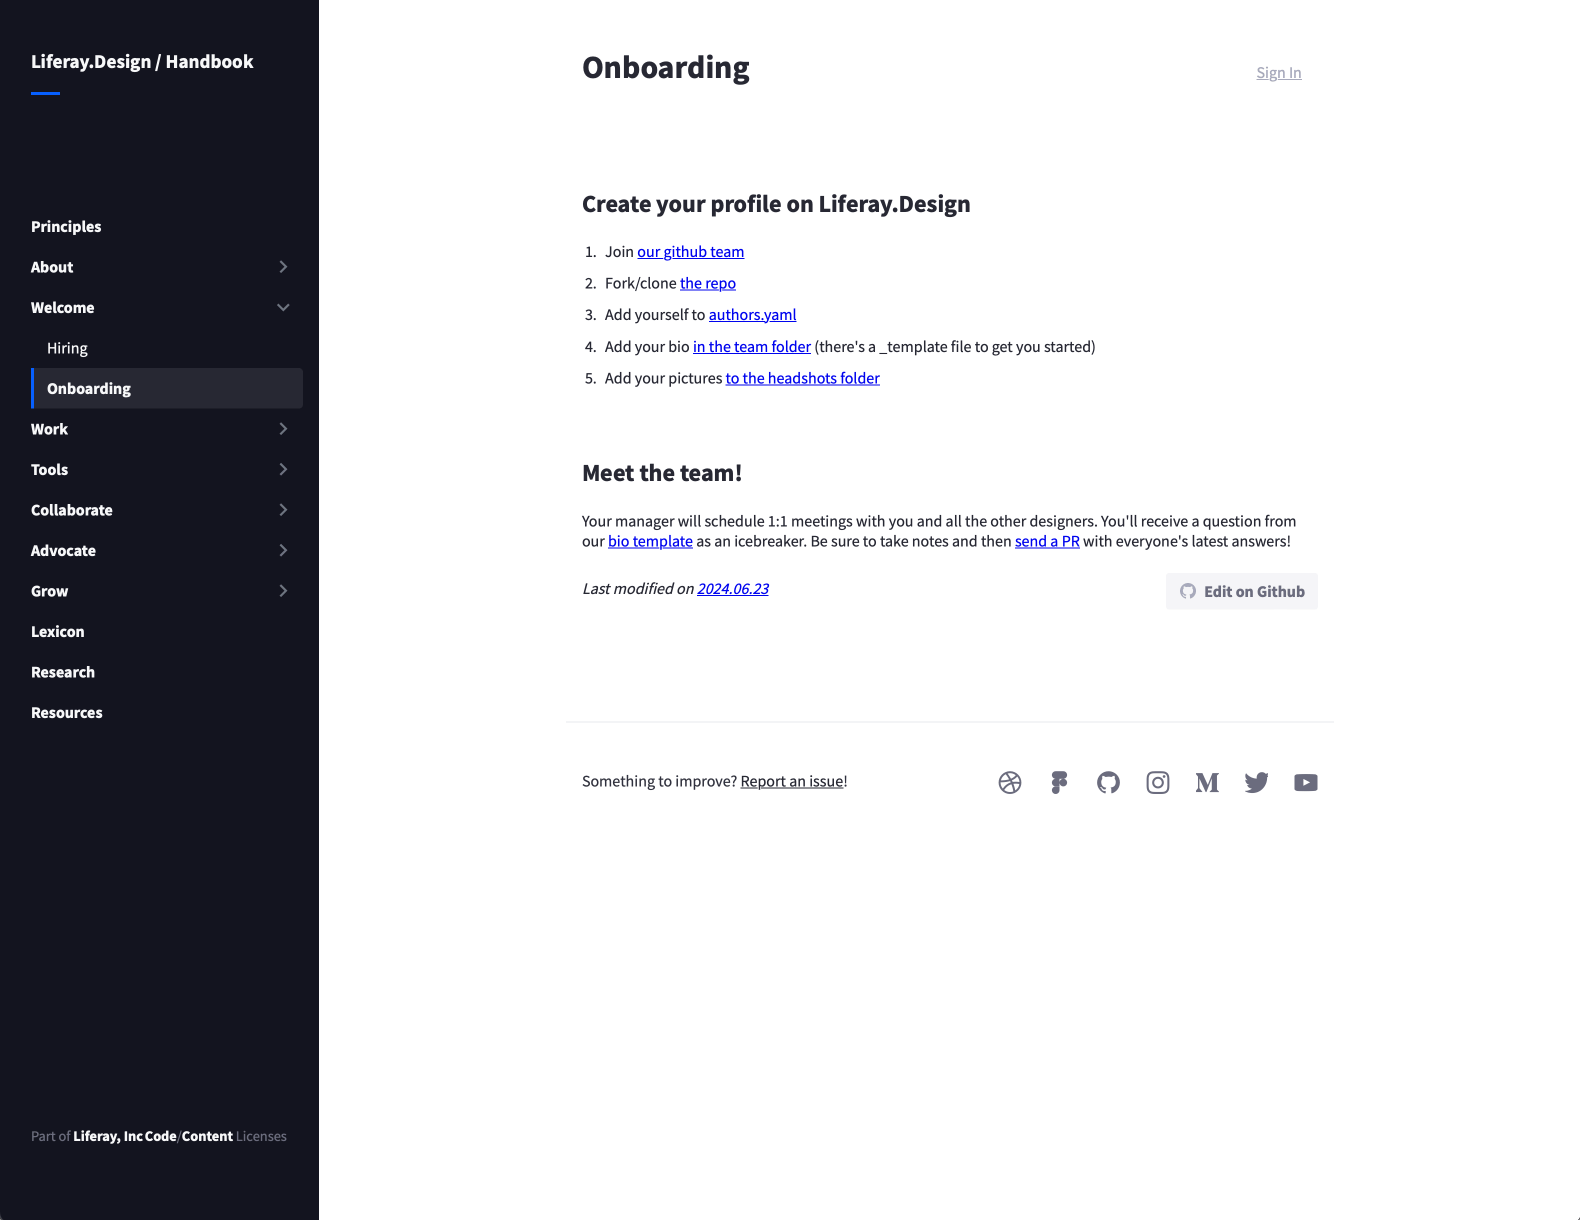 Liferay.Design / Handbook
Principles
About
Welcome
Hiring
Onboarding
Work
Tools
Collaborate
Advocate
Grow
Lexicon
Research
Resources
Part of Liferay, Inc Code/Content Licenses
Onboarding
Sign In
Create your profile on Liferay.Design
1. Join our github team
2. Fork/clone the repo
3. Add yourself to authors.yaml
4. Add your bio in the team folder (there's a _template file to get you started)
5. Add your pictures to the headshots folder
Meet the team!
Your manager will schedule 1:1 meetings with you and all the other designers. You'll receive a question from
our bio template as an icebreaker. Be sure to take notes and then send a PR with everyone's latest answers!
Last modified on 2024.06.23
Edit on Github
Something to improve? Report an issue!